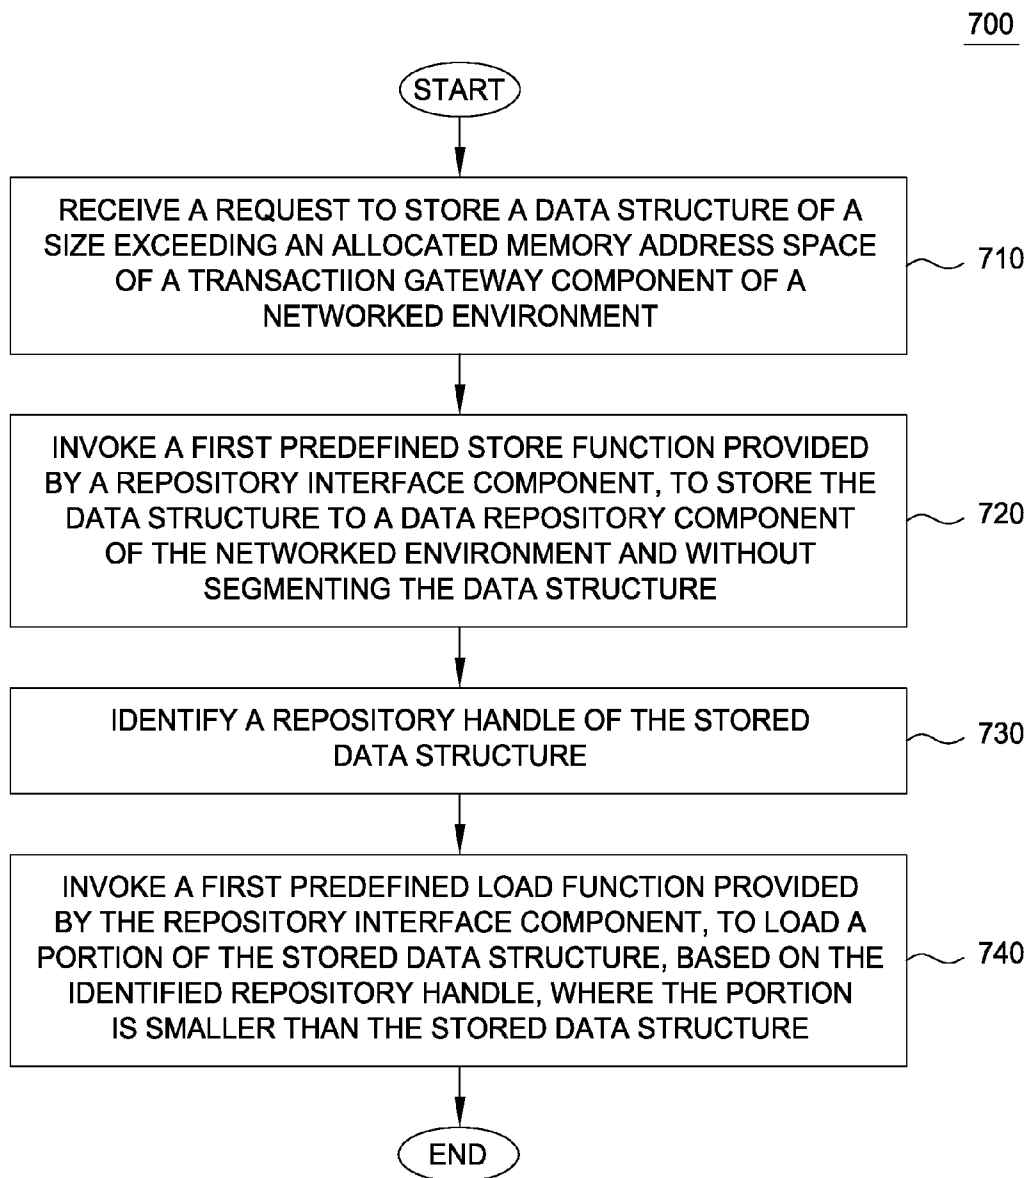 700
START
RECEIVE A REQUEST TO STORE A DATA STRUCTURE OF A
SIZE EXCEEDING AN ALLOCATED MEMORY ADDRESS SPACE
OF A TRANSACTIION GATEWAY COMPONENT OF A
NETWORKED ENVIRONMENT
710
INVOKE A FIRST PREDEFINED STORE FUNCTION PROVIDED
BY A REPOSITORY INTERFACE COMPONENT, TO STORE THE
DATA STRUCTURE TO A DATA REPOSITORY COMPONENT
OF THE NETWORKED ENVIRONMENT AND WITHOUT
SEGMENTING THE DATA STRUCTURE
720
IDENTIFY A REPOSITORY HANDLE OF THE STORED
DATA STRUCTURE
730
INVOKE A FIRST PREDEFINED LOAD FUNCTION PROVIDED
BY THE REPOSITORY INTERFACE COMPONENT, TO LOAD A
PORTION OF THE STORED DATA STRUCTURE, BASED ON THE
IDENTIFIED REPOSITORY HANDLE, WHERE THE PORTION
IS SMALLER THAN THE STORED DATA STRUCTURE
740
END